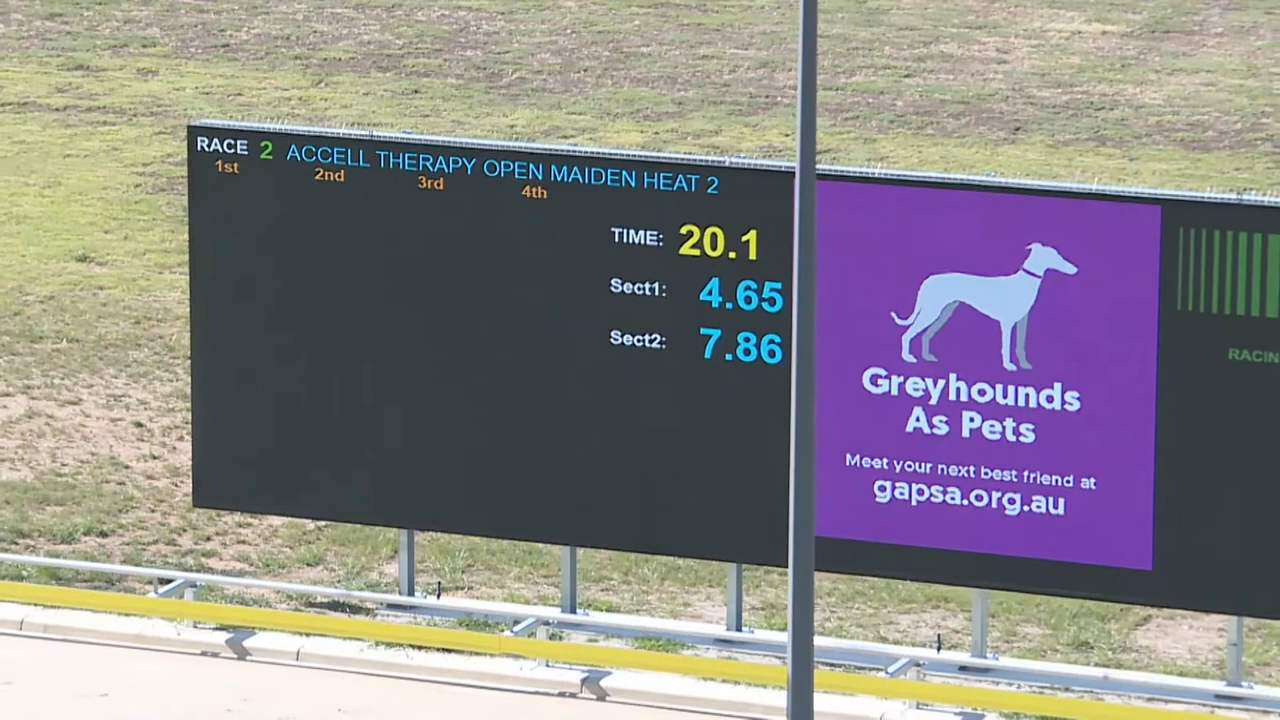 RACE 2 ACCELL THERAPY OPEN MAIDEN HEAT 2
1st 2nd 3rd 4th
TIME: 20.1
Sect1: 4.65
Sect2: 7.86
Greyhounds
As Pets
Meet your next best friend at
gapsa.org.au